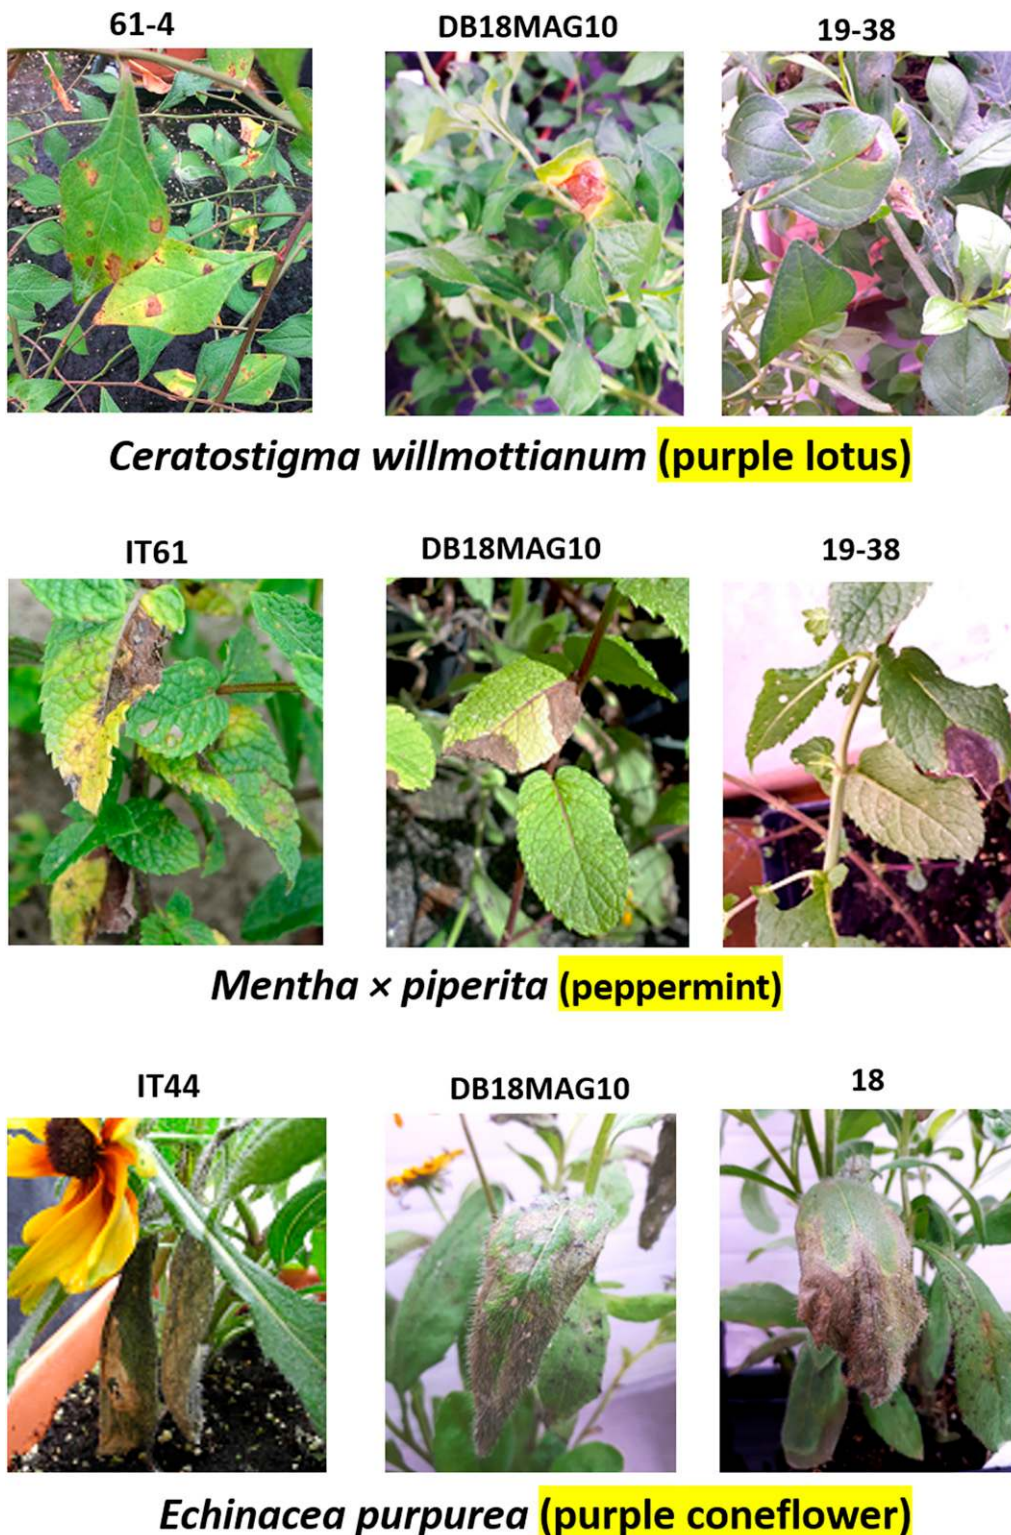 61-4 DB18MAG10 19-38
Ceratostigma willmottianum (purple lotus)
IT61 DB18MAG10 19-38
Mentha × piperita (peppermint)
IT44 DB18MAG10 18
Echinacea purpurea (purple coneflower)